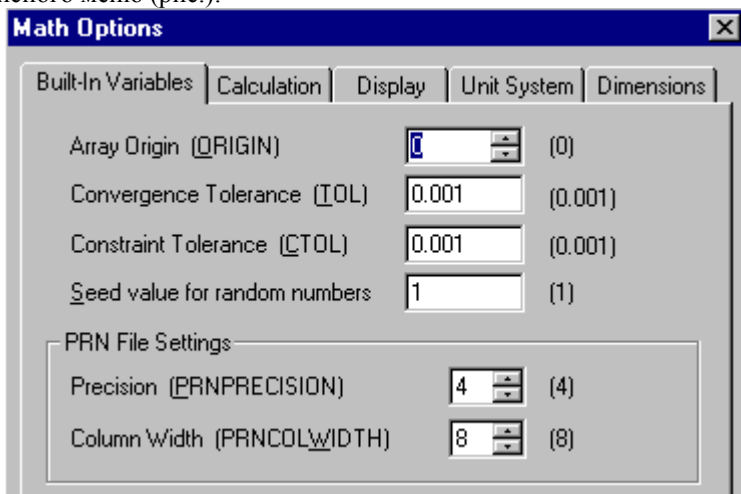 меню (рис.).
Math Options
Built-In Variables Calculation Display Unit System Dimensions
Array Origin (ORIGIN) 0 (0)
Convergence Tolerance (TOL) 0.001 (0.001)
Constraint Tolerance (CTOL) 0.001 (0.001)
Seed value for random numbers 1 (1)
PRN File Settings
Precision (PRNPRECISION) 4 (4)
Column Width (PRNCOLWIDTH) 8 (8)